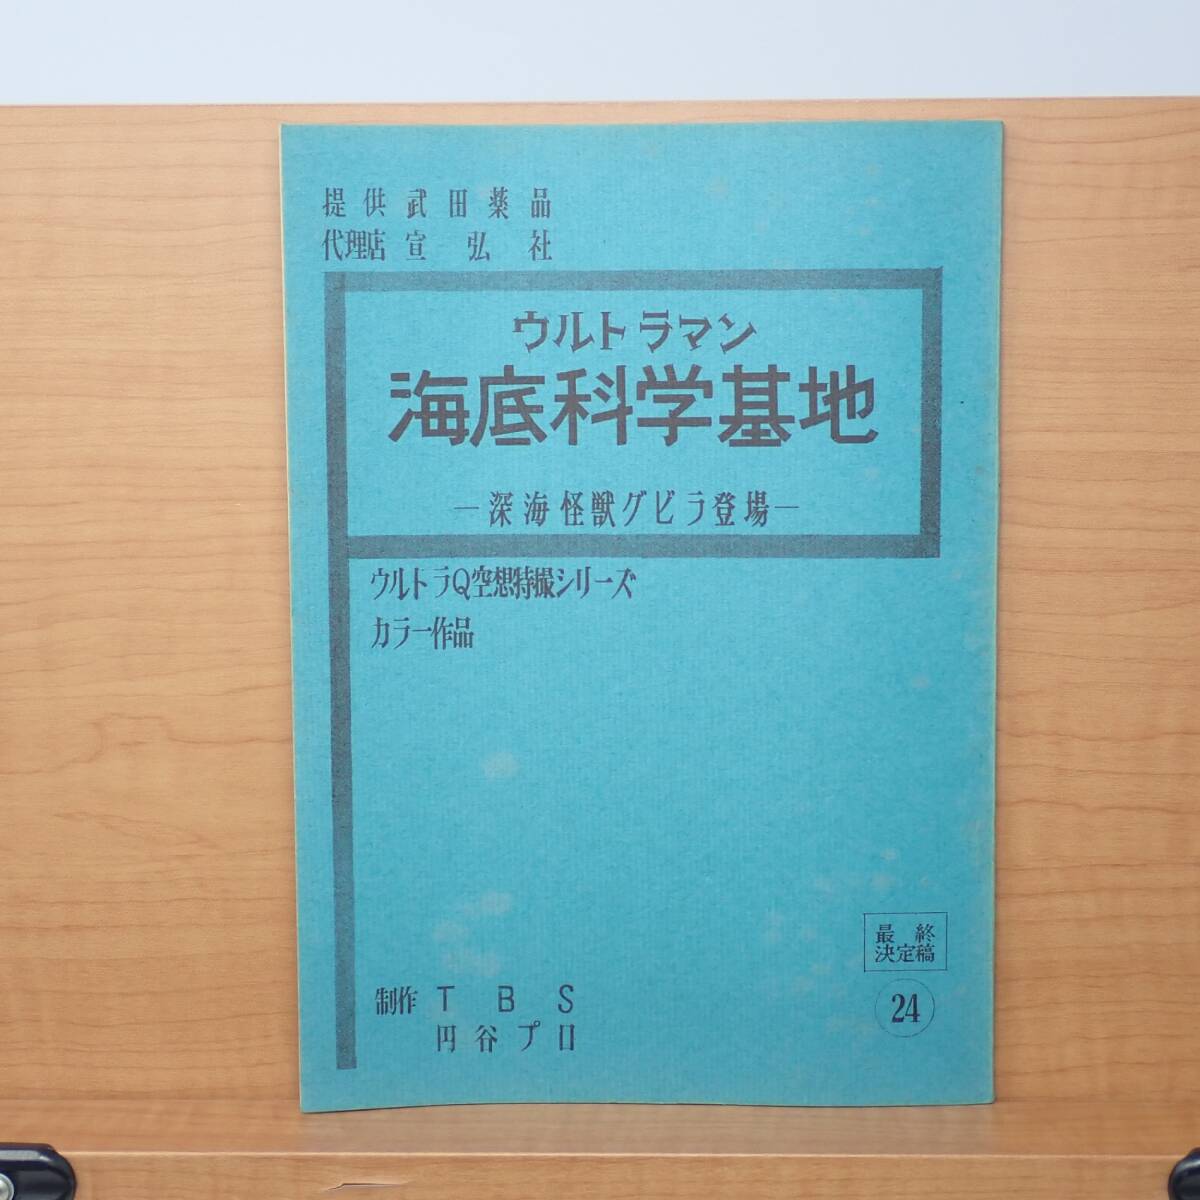 提供 武田薬品
代理店 宣弘社
ウルトラマン
海底科学基地
―深海怪獣グビラ登場―
ウルトラQ空想特撮シリーズ
カラー作品
最終
決定稿
24
制作 TBS
円谷プロ